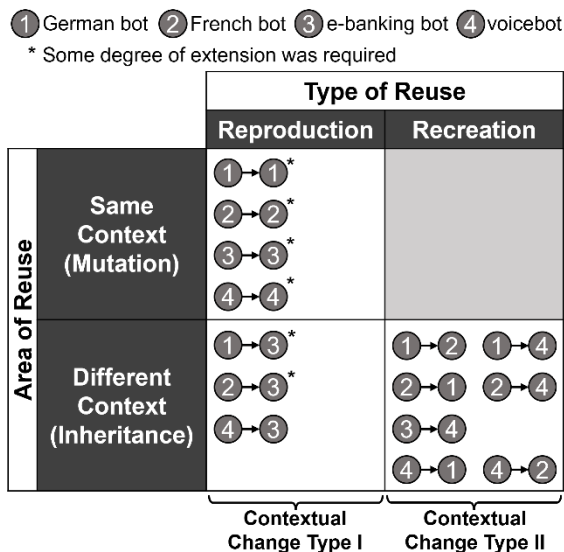 1 German bot 2 French bot 3 e-banking bot 4 voicebot
* Some degree of extension was required
Type of Reuse
Reproduction Recreation
Area of Reuse
Same
Context
(Mutation)
1→1*
2→2*
3→3*
4→4*
Different
Context
(Inheritance)
1→3*
2→3*
4→3
1→2 1→4
2→1 2→4
3→4
4→1 4→2
Contextual
Change Type I
Contextual
Change Type II